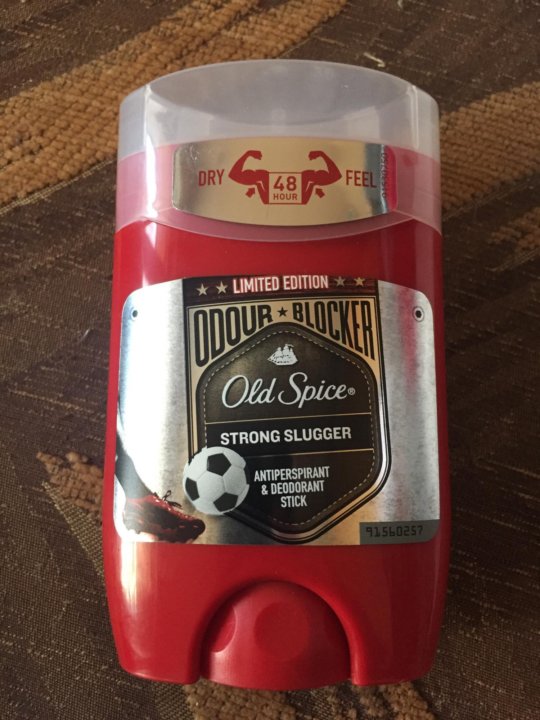 DRY 48 FEEL
HOUR
LIMITED EDITION
ODOUR BLOCKER
Old Spice®
STRONG SLUGGER
ANTIPERSPIRANT
& DEODORANT
STICK
91560257